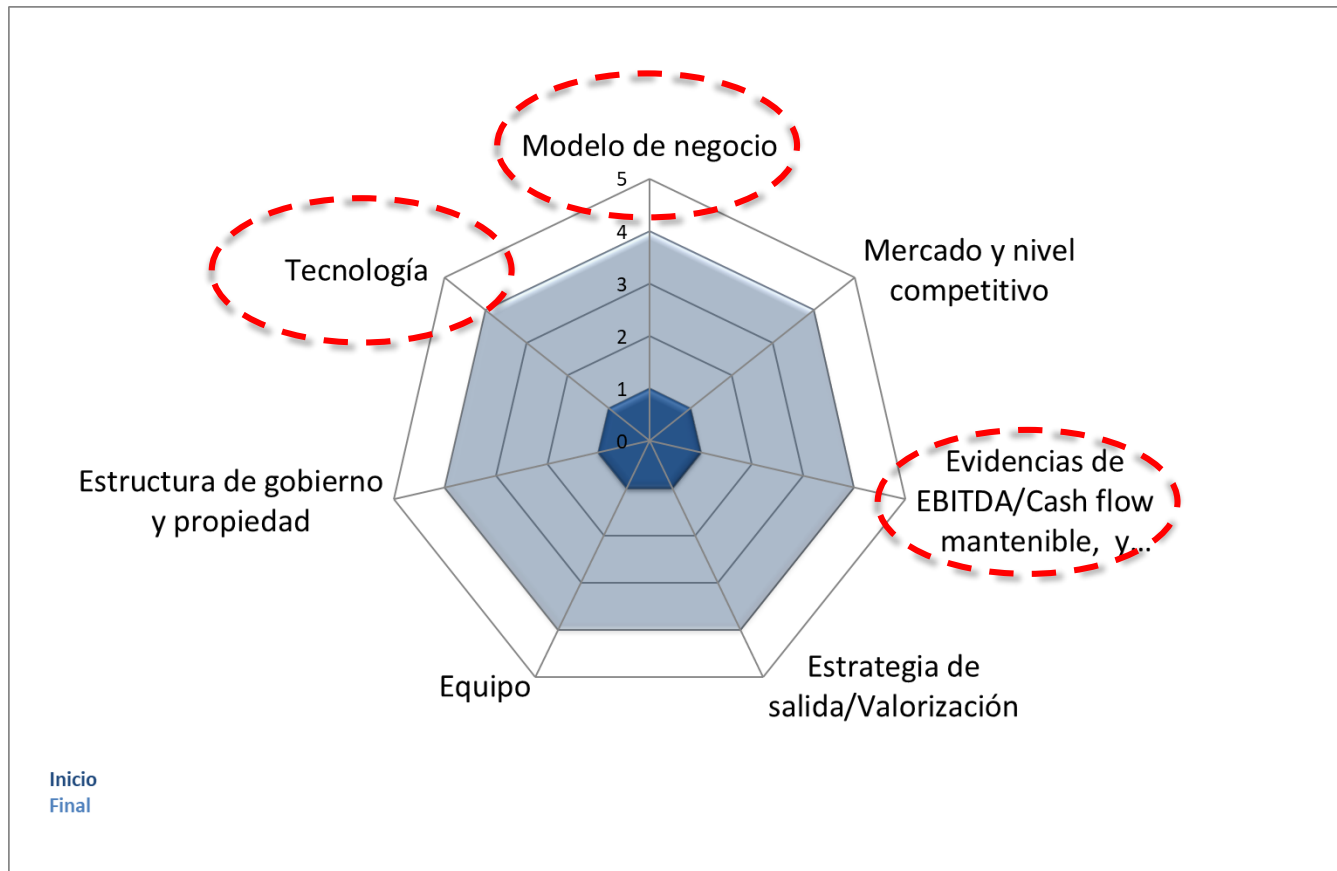 Modelo de negocio
5
4
3
2
1
0
Mercado y nivel
competitivo
Evidencias de
EBITDA/Cash flow
mantenible, y...
Estrategia de
salida/Valorización
Equipo
Estructura de gobierno
y propiedad
Tecnología
Inicio
Final